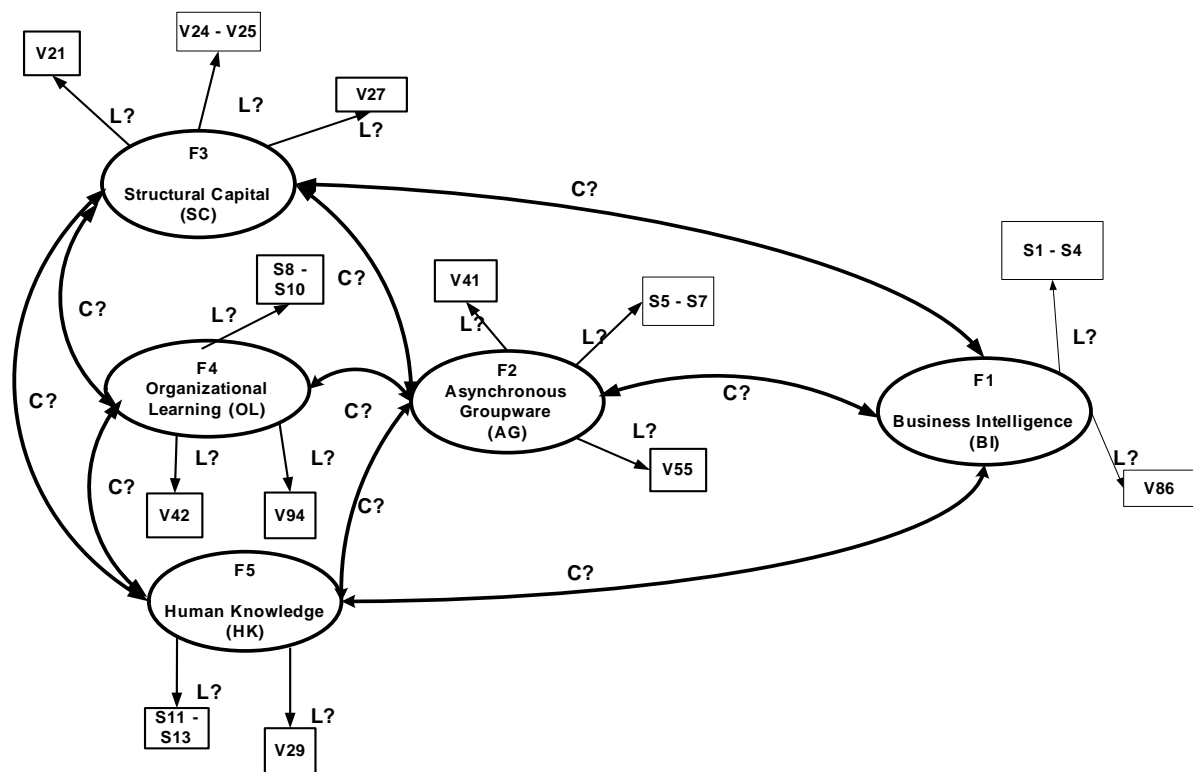 V24 - V25
V21
V27
L?
L?
L?
F3
Structural Capital
(SC)
C?
S1 - S4
S8 -
S10
V41
S5 - S7
C?
C?
L?
L?
L?
L?
F4
Organizational
Learning (OL)
F2
Asynchronous
Groupware
(AG)
F1
Business Intelligence
(BI)
C?
C?
C?
L?
L?
L?
L?
V55
V86
C?
V42
V94
C?
F5
Human Knowledge
(HK)
C?
L?
L?
S11 -
S13
V29